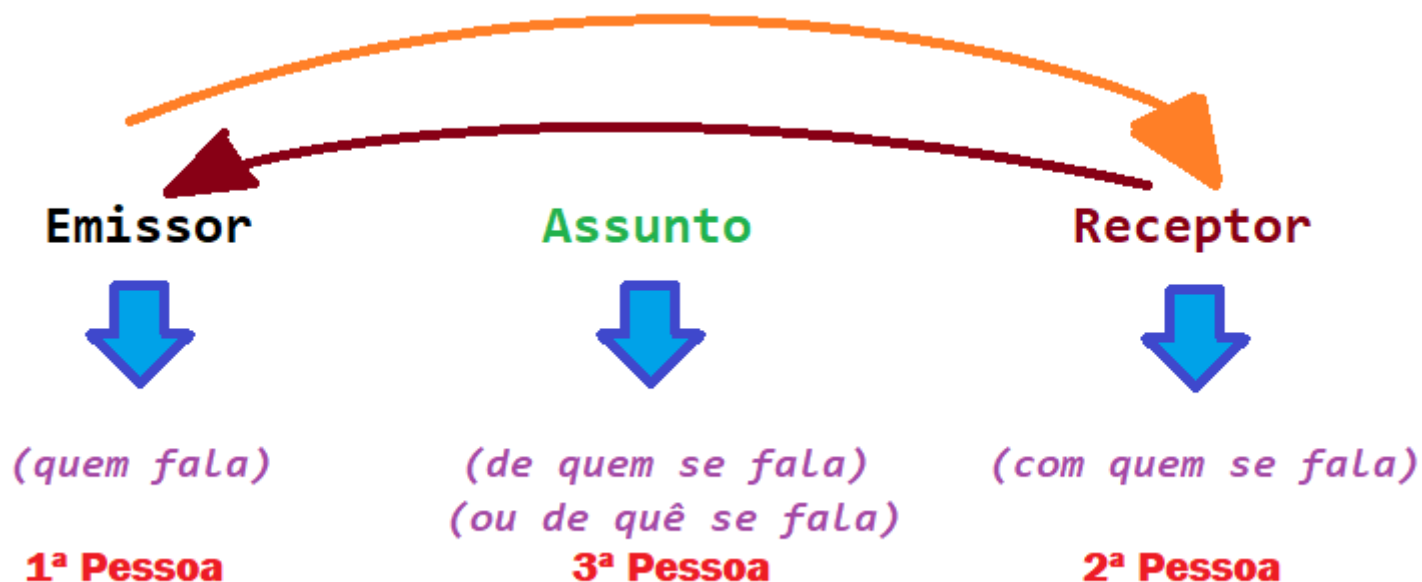 Emissor Assunto Receptor
(quem fala) (de quem se fala) (com quem se fala)
(ou de quê se fala)
1ª Pessoa 3ª Pessoa 2ª Pessoa